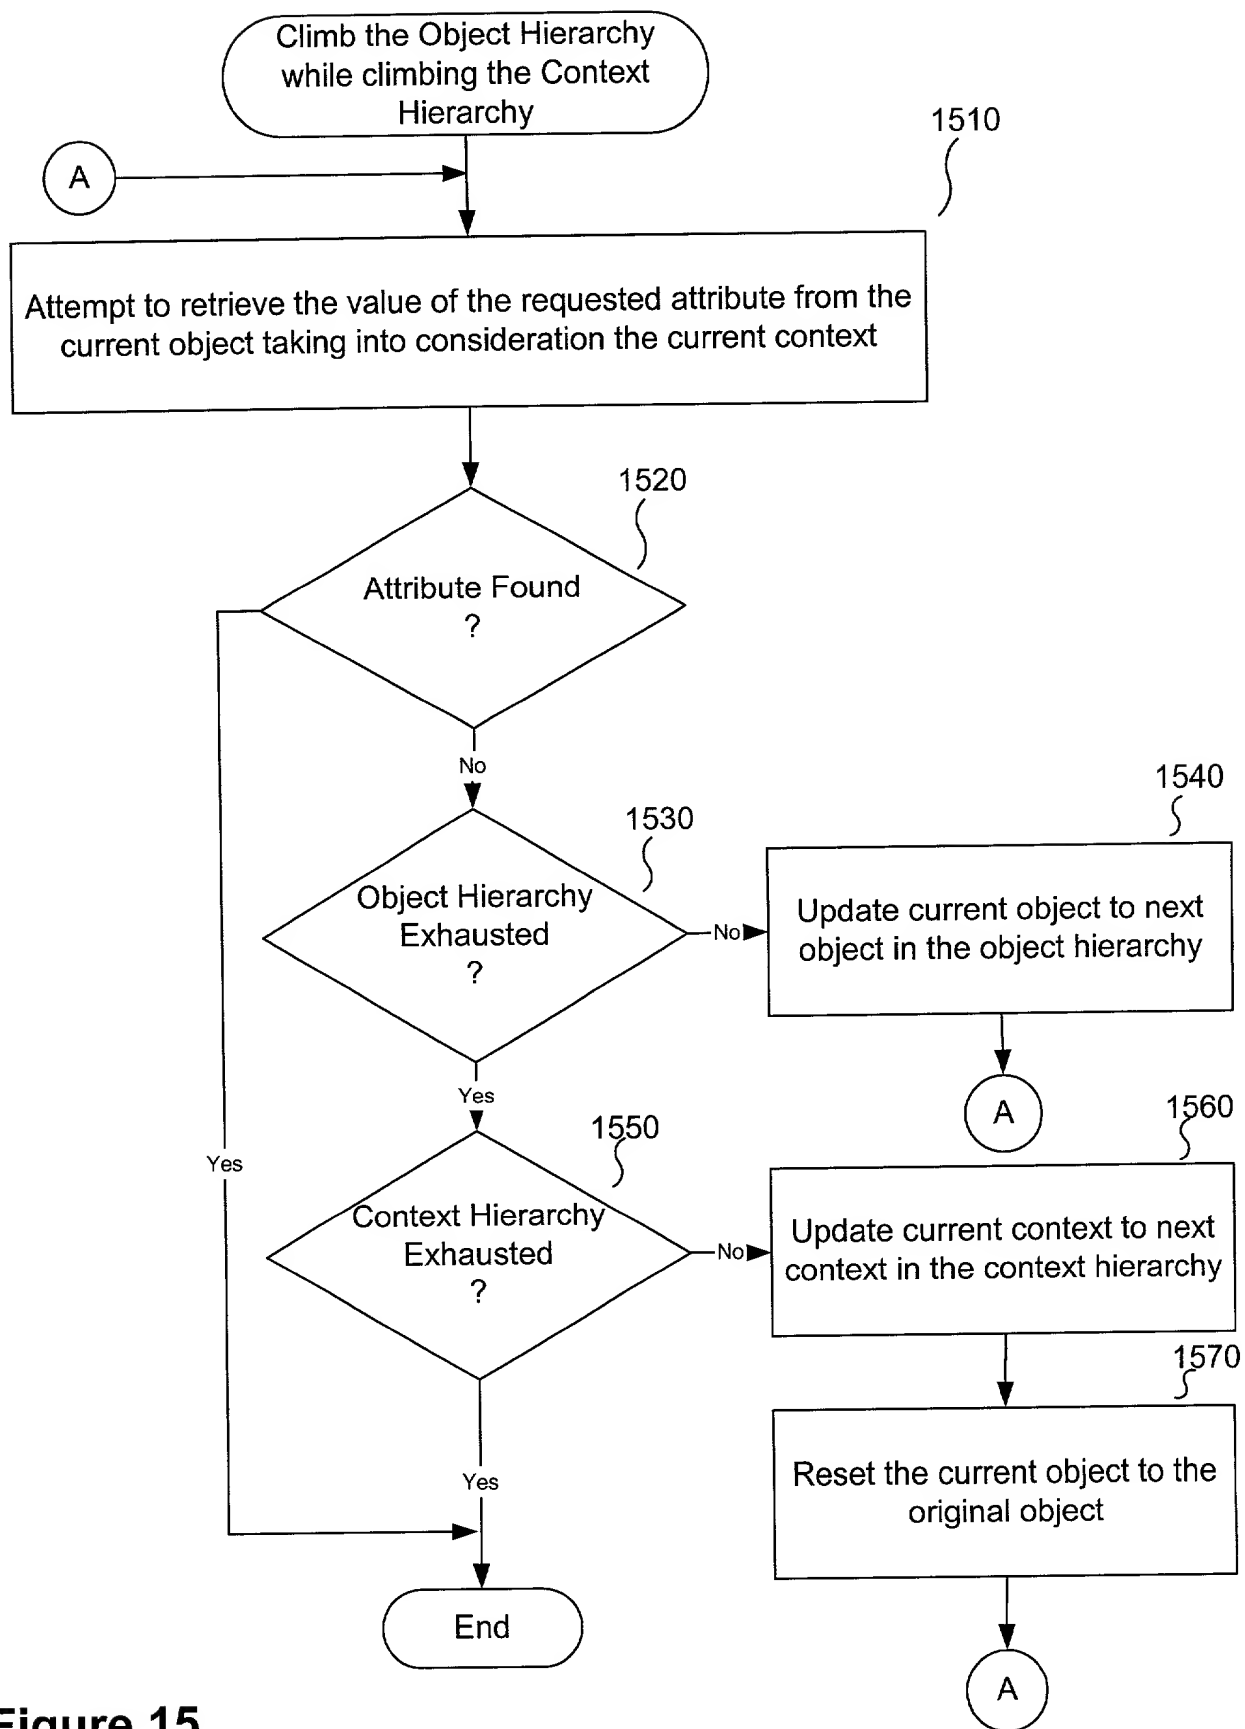 Climb the Object Hierarchy
while climbing the Context
Hierarchy
1510
A
Attempt to retrieve the value of the requested attribute from the
current object taking into consideration the current context
1520
Attribute Found
?
No
1540
1530
Object Hierarchy
Exhausted
?
No
Update current object to next
object in the object hierarchy
Yes
A
1560
1550
Yes
Context Hierarchy
Exhausted
?
No
Update current context to next
context in the context hierarchy
1570
Yes
Reset the current object to the
original object
End
A
Figure 15